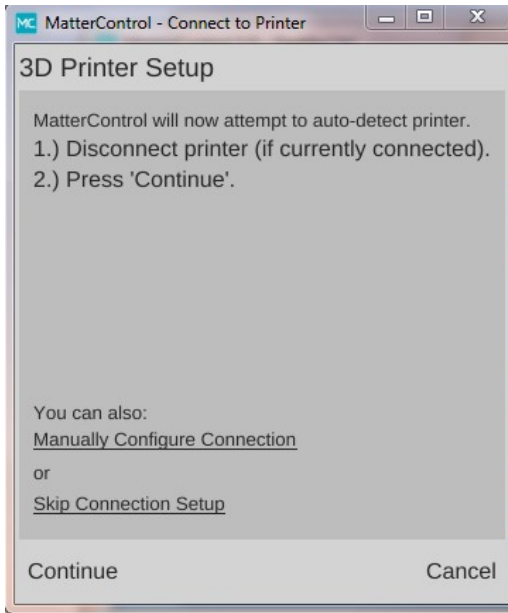 MC MatterControl - Connect to Printer
3D Printer Setup
MatterControl will now attempt to auto-detect printer.
1.) Disconnect printer (if currently connected).
2.) Press 'Continue'.
You can also:
Manually Configure Connection
or
Skip Connection Setup
Continue Cancel